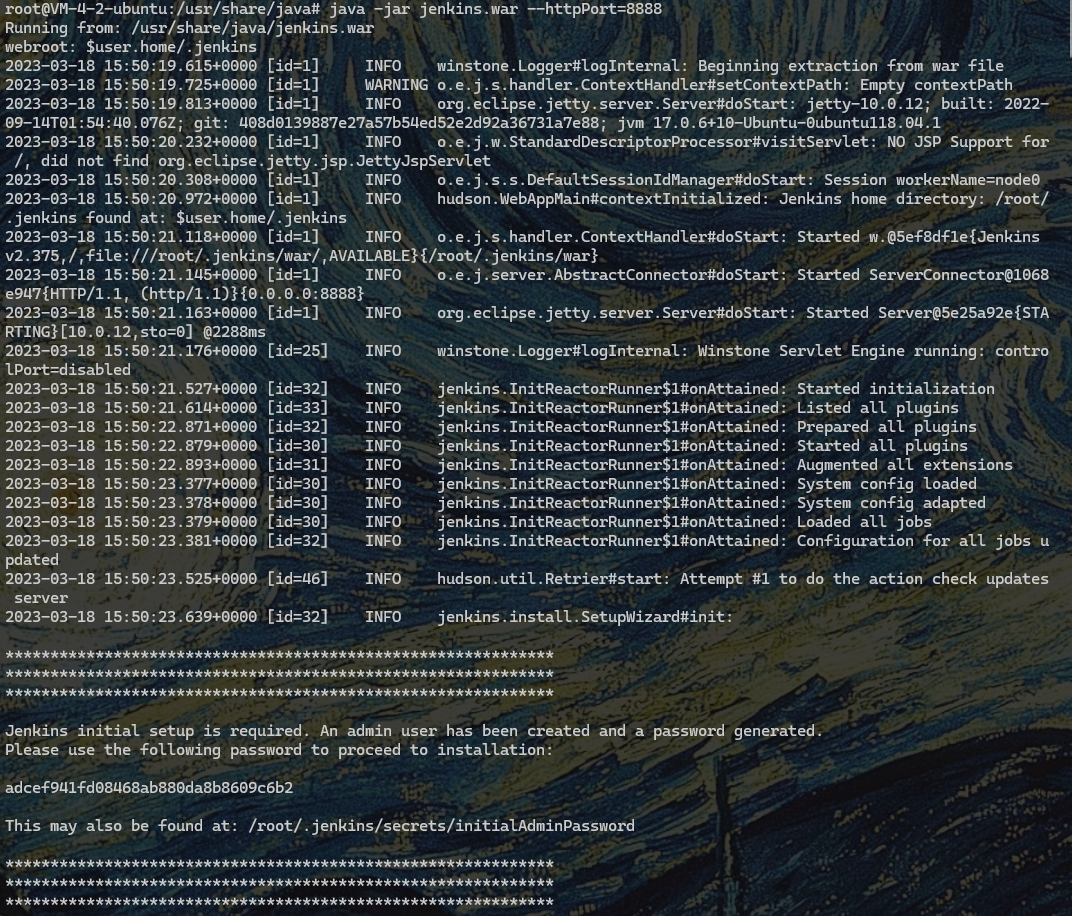 root@VM-4-2-ubuntu:/usr/share/java# java -jar jenkins.war --httpPort=8888
Running from: /usr/share/java/jenkins.war
webroot: $user.home/.jenkins
2023-03-18 15:50:19.615+0000 [id=1]     INFO    winstone.Logger#logInternal: Beginning extraction from war file
2023-03-18 15:50:19.725+0000 [id=1]     WARNING o.e.j.s.handler.ContextHandler#setContextPath: Empty contextPath
2023-03-18 15:50:19.813+0000 [id=1]     INFO    org.eclipse.jetty.server.Server#doStart: jetty-10.0.12; built: 2022-
09-14T01:54:40.076Z; git: 408d0139887e27a57b54ed52e2d92a36731a7e88; jvm 17.0.6+10-Ubuntu-0ubuntu118.04.1
2023-03-18 15:50:20.232+0000 [id=1]     INFO    o.e.j.w.StandardDescriptorProcessor#visitServlet: NO JSP Support for
 /, did not find org.eclipse.jetty.jsp.JettyJspServlet
2023-03-18 15:50:20.308+0000 [id=1]     INFO    o.e.j.s.s.DefaultSessionIdManager#doStart: Session workerName=node0
2023-03-18 15:50:20.972+0000 [id=1]     INFO    hudson.WebAppMain#contextInitialized: Jenkins home directory: /root/
.jenkins found at: $user.home/.jenkins
2023-03-18 15:50:21.118+0000 [id=1]     INFO    o.e.j.s.handler.ContextHandler#doStart: Started w.@5ef8df1e{Jenkins 
v2.375,/,file:///root/.jenkins/war/,AVAILABLE}{/root/.jenkins/war}
2023-03-18 15:50:21.145+0000 [id=1]     INFO    o.e.j.server.AbstractConnector#doStart: Started ServerConnector@1068
e947{HTTP/1.1, (http/1.1)}{0.0.0.0:8888}
2023-03-18 15:50:21.163+0000 [id=1]     INFO    org.eclipse.jetty.server.Server#doStart: Started Server@5e25a92e{STA
RTING}[10.0.12,sto=0] @2288ms
2023-03-18 15:50:21.176+0000 [id=25]    INFO    winstone.Logger#logInternal: Winstone Servlet Engine running: contro
lPort=disabled
2023-03-18 15:50:21.527+0000 [id=32]    INFO    jenkins.InitReactorRunner$1#onAttained: Started initialization
2023-03-18 15:50:21.614+0000 [id=33]    INFO    jenkins.InitReactorRunner$1#onAttained: Listed all plugins
2023-03-18 15:50:22.871+0000 [id=32]    INFO    jenkins.InitReactorRunner$1#onAttained: Prepared all plugins
2023-03-18 15:50:22.879+0000 [id=30]    INFO    jenkins.InitReactorRunner$1#onAttained: Started all plugins
2023-03-18 15:50:22.893+0000 [id=31]    INFO    jenkins.InitReactorRunner$1#onAttained: Augmented all extensions
2023-03-18 15:50:23.377+0000 [id=30]    INFO    jenkins.InitReactorRunner$1#onAttained: System config loaded
2023-03-18 15:50:23.378+0000 [id=30]    INFO    jenkins.InitReactorRunner$1#onAttained: System config adapted
2023-03-18 15:50:23.379+0000 [id=30]    INFO    jenkins.InitReactorRunner$1#onAttained: Loaded all jobs
2023-03-18 15:50:23.381+0000 [id=32]    INFO    jenkins.InitReactorRunner$1#onAttained: Configuration for all jobs u
pdated
2023-03-18 15:50:23.525+0000 [id=46]    INFO    hudson.util.Retrier#start: Attempt #1 to do the action check updates
 server
2023-03-18 15:50:23.639+0000 [id=32]    INFO    jenkins.install.SetupWizard#init:
*************************************************************
*************************************************************
*************************************************************
Jenkins initial setup is required. An admin user has been created and a password generated.
Please use the following password to proceed to installation:
adcef941fd08468ab880da8b8609c6b2
This may also be found at: /root/.jenkins/secrets/initialAdminPassword
*************************************************************
*************************************************************
*************************************************************